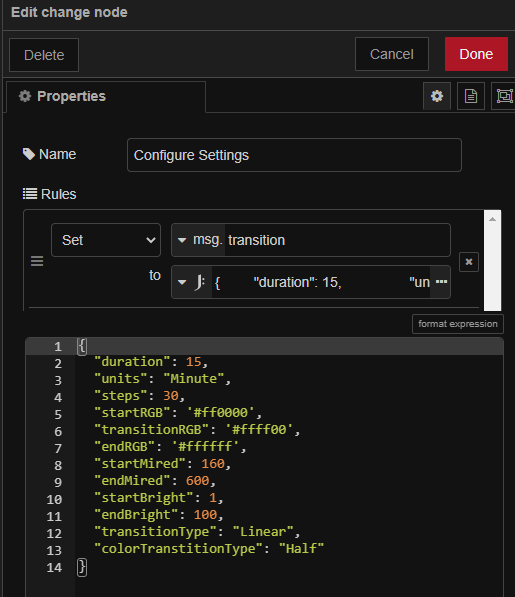 Edit change node
Delete
Cancel
Done
Properties
Name
Configure Settings
Rules
Set
msg. transition
to
J: { "duration": 15, "un ...
format expression
1 {
2 "duration": 15,
3 "units": "Minute",
4 "steps": 30,
5 "startRGB": '#ff0000',
6 "transitionRGB": '#ffff00',
7 "endRGB": '#ffffff',
8 "startMired": 160,
9 "endMired": 600,
10 "startBright": 1,
11 "endBright": 100,
12 "transitionType": "Linear",
13 "colorTranstitionType": "Half"
14 }